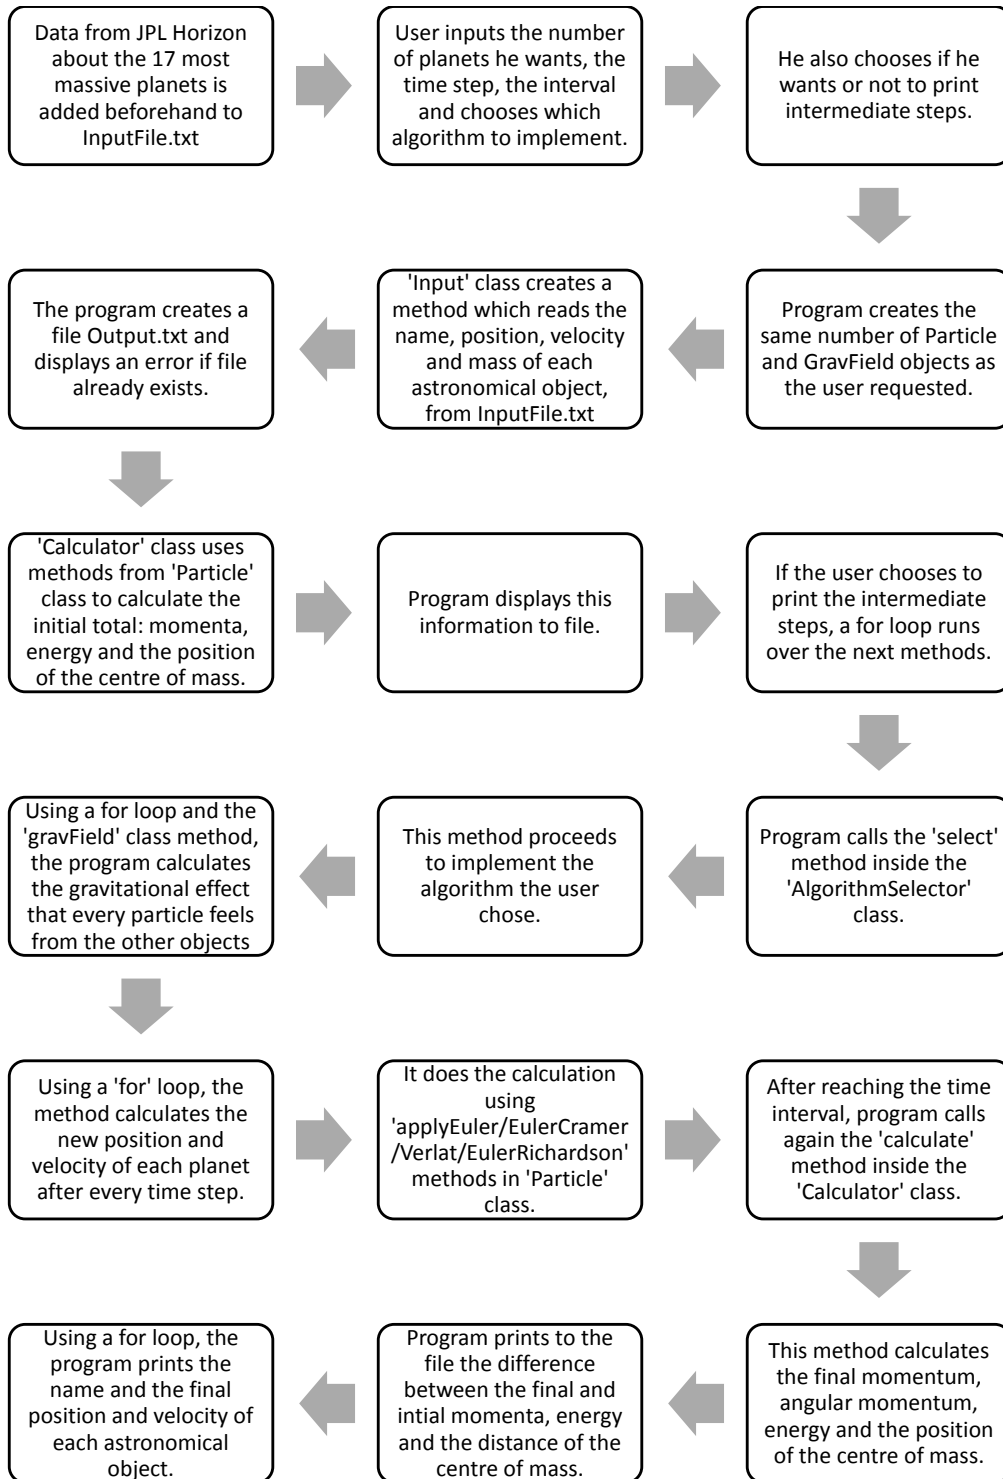 Data from JPL Horizon
about the 17 most
massive planets is
added beforehand to
InputFile.txt
User inputs the number
of planets he wants, the
time step, the interval
and chooses which
algorithm to implement.
He also chooses if he
wants or not to print
intermediate steps.
Program creates the
same number of Particle
and GravField objects as
the user requested.
'Input' class creates a
method which reads the
name, position, velocity
and mass of each
astronomical object,
from InputFile.txt
The program creates a
file Output.txt and
displays an error if file
already exists.
'Calculator' class uses
methods from 'Particle'
class to calculate the
initial total: momenta,
energy and the position
of the centre of mass.
Program displays this
information to file.
If the user chooses to
print the intermediate
steps, a for loop runs
over the next methods.
Program calls the 'select'
method inside the
'AlgorithmSelector'
class.
This method proceeds
to implement the
algorithm the user
chose.
Using a for loop and the
'gravField' class method,
the program calculates
the gravitational effect
that every particle feels
from the other objects
Using a 'for' loop, the
method calculates the
new position and
velocity of each planet
after every time step.
It does the calculation
using
'applyEuler/EulerCramer
/Verlat/EulerRichardson'
methods in 'Particle'
class.
After reaching the time
interval, program calls
again the 'calculate'
method inside the
'Calculator' class.
This method calculates
the final momentum,
angular momentum,
energy and the position
of the centre of mass.
Program prints to the
file the difference
between the final and
intial momenta, energy
and the distance of the
centre of mass.
Using a for loop, the
program prints the
name and the final
position and velocity of
each astronomical
object.